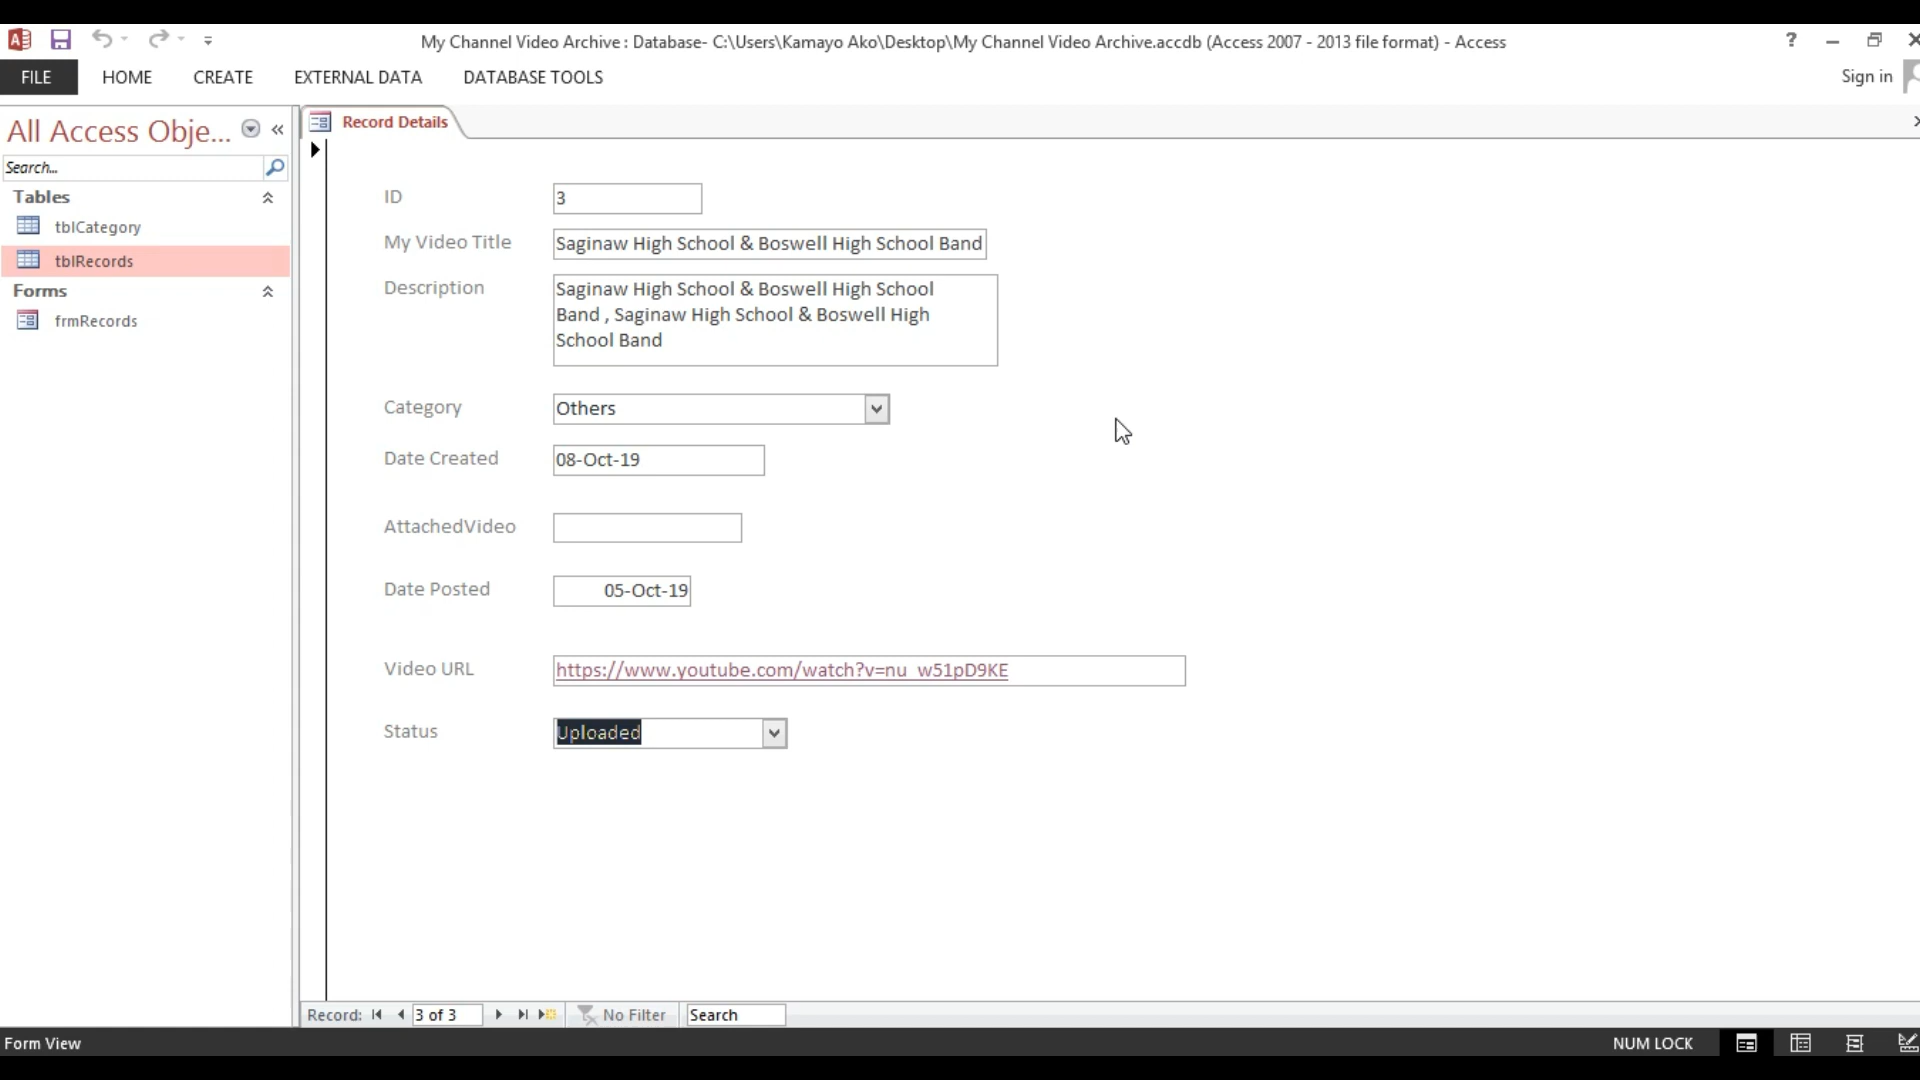 My Channel Video Archive : Database- C:\Users\Kamayo Ako\Desktop\My Channel Video Archive.accdb (Access 2007 - 2013 file format) - Access
FILE HOME CREATE EXTERNAL DATA DATABASE TOOLS Sign in
All Access Obje...
Search...
Tables
tblCategory
tblRecords
Forms
frmRecords
Record Details
ID 3
My Video Title Saginaw High School & Boswell High School Band
Description Saginaw High School & Boswell High School
Band , Saginaw High School & Boswell High
School Band
Category Others
Date Created 08-Oct-19
AttachedVideo
Date Posted 05-Oct-19
Video URL https://www.youtube.com/watch?v=nu_w51pD9KE
Status Uploaded
Record: 3 of 3 No Filter Search
Form View NUM LOCK